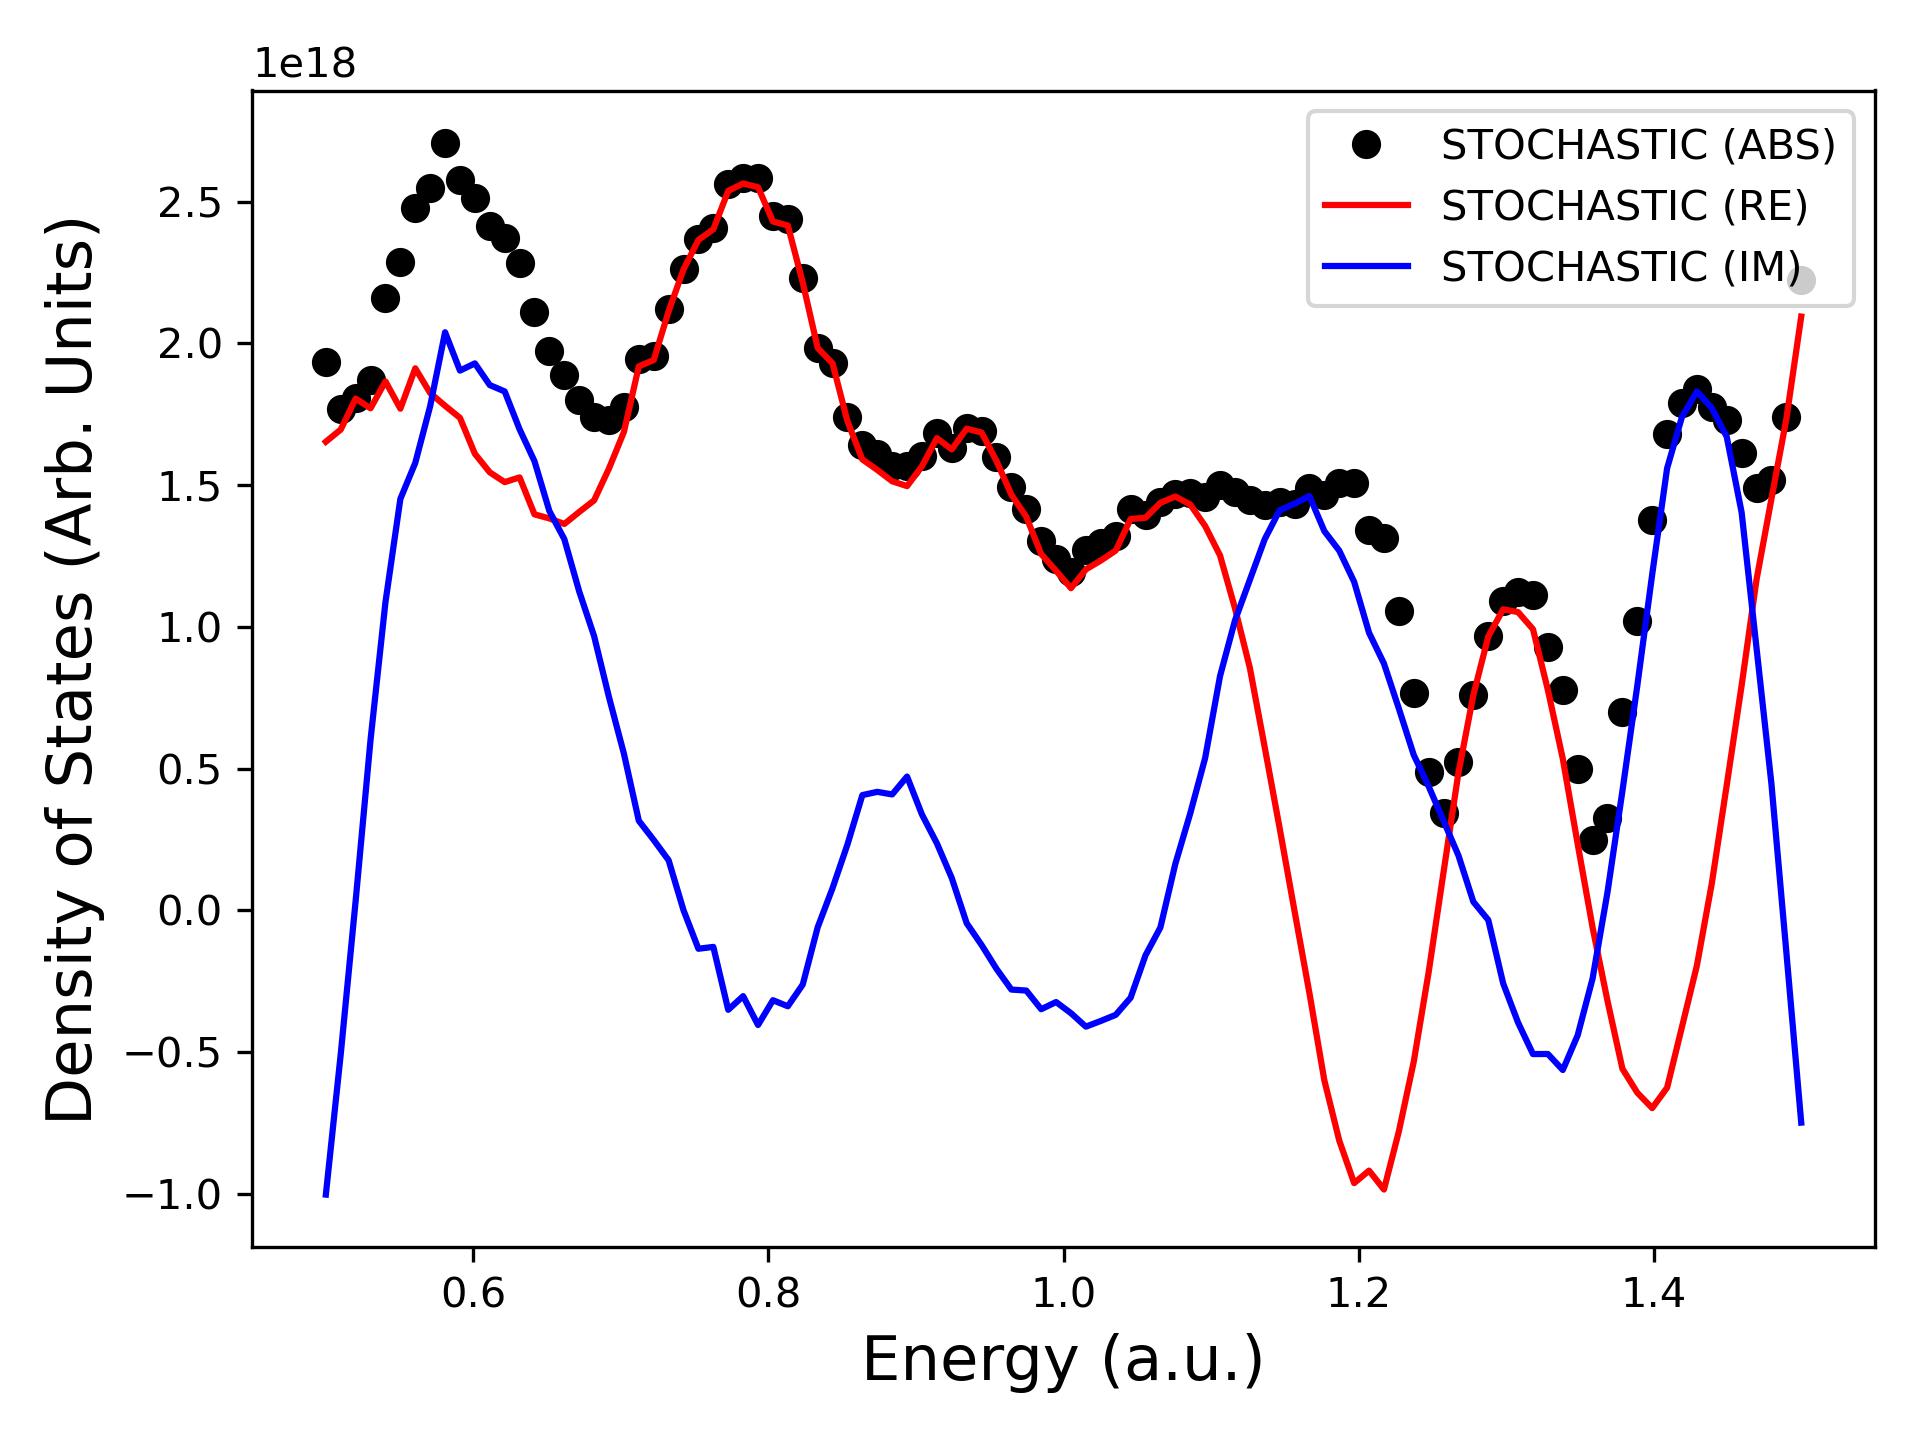 1e18
STOCHASTIC (ABS)
STOCHASTIC (RE)
STOCHASTIC (IM)
Density of States (Arb. Units)
2.5
2.0
1.5
1.0
0.5
0.0
−0.5
−1.0
0.6 0.8 1.0 1.2 1.4
Energy (a.u.)